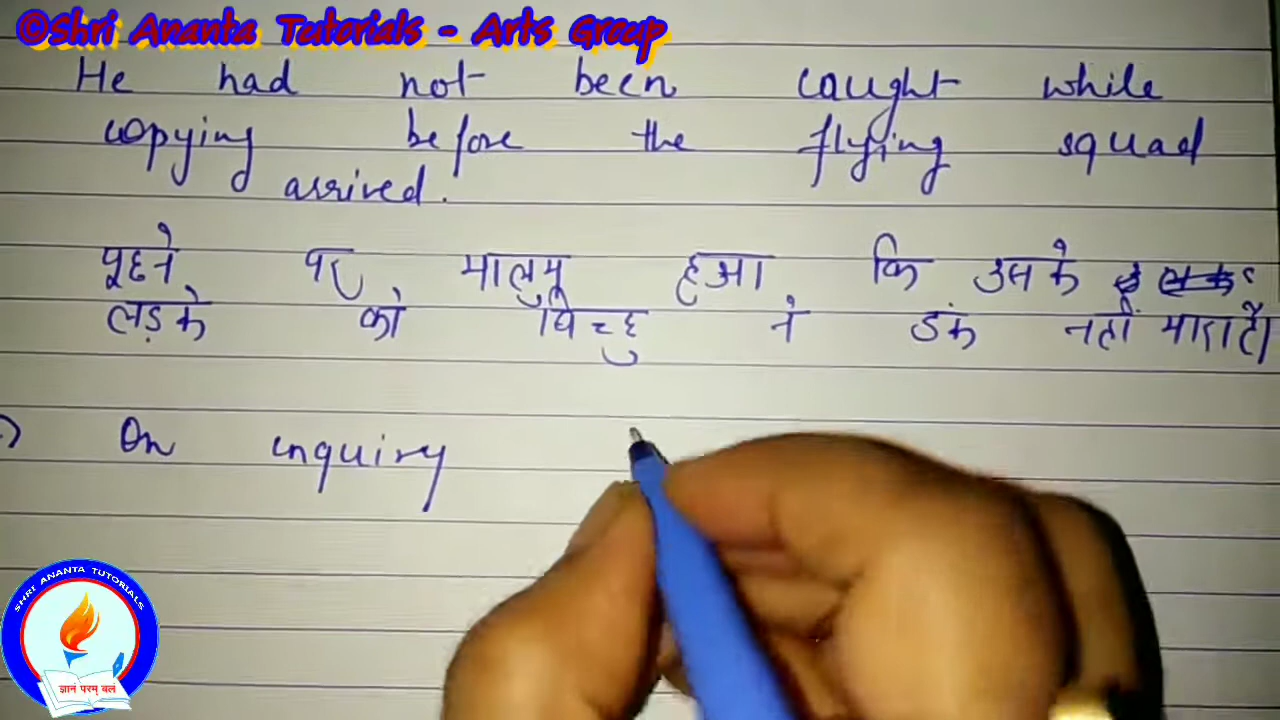 ©Shri Ananta Tutorials - Arts Group
He had not been caught while
copying before the flying squad
arrived.
पूछने पर मालुम हुआ कि उसके
लड़के को बिच्छु ने डंक नहीं मारा है।
On inquiry
SHRI ANANTA TUTORIALS
ज्ञानं परमं बलं